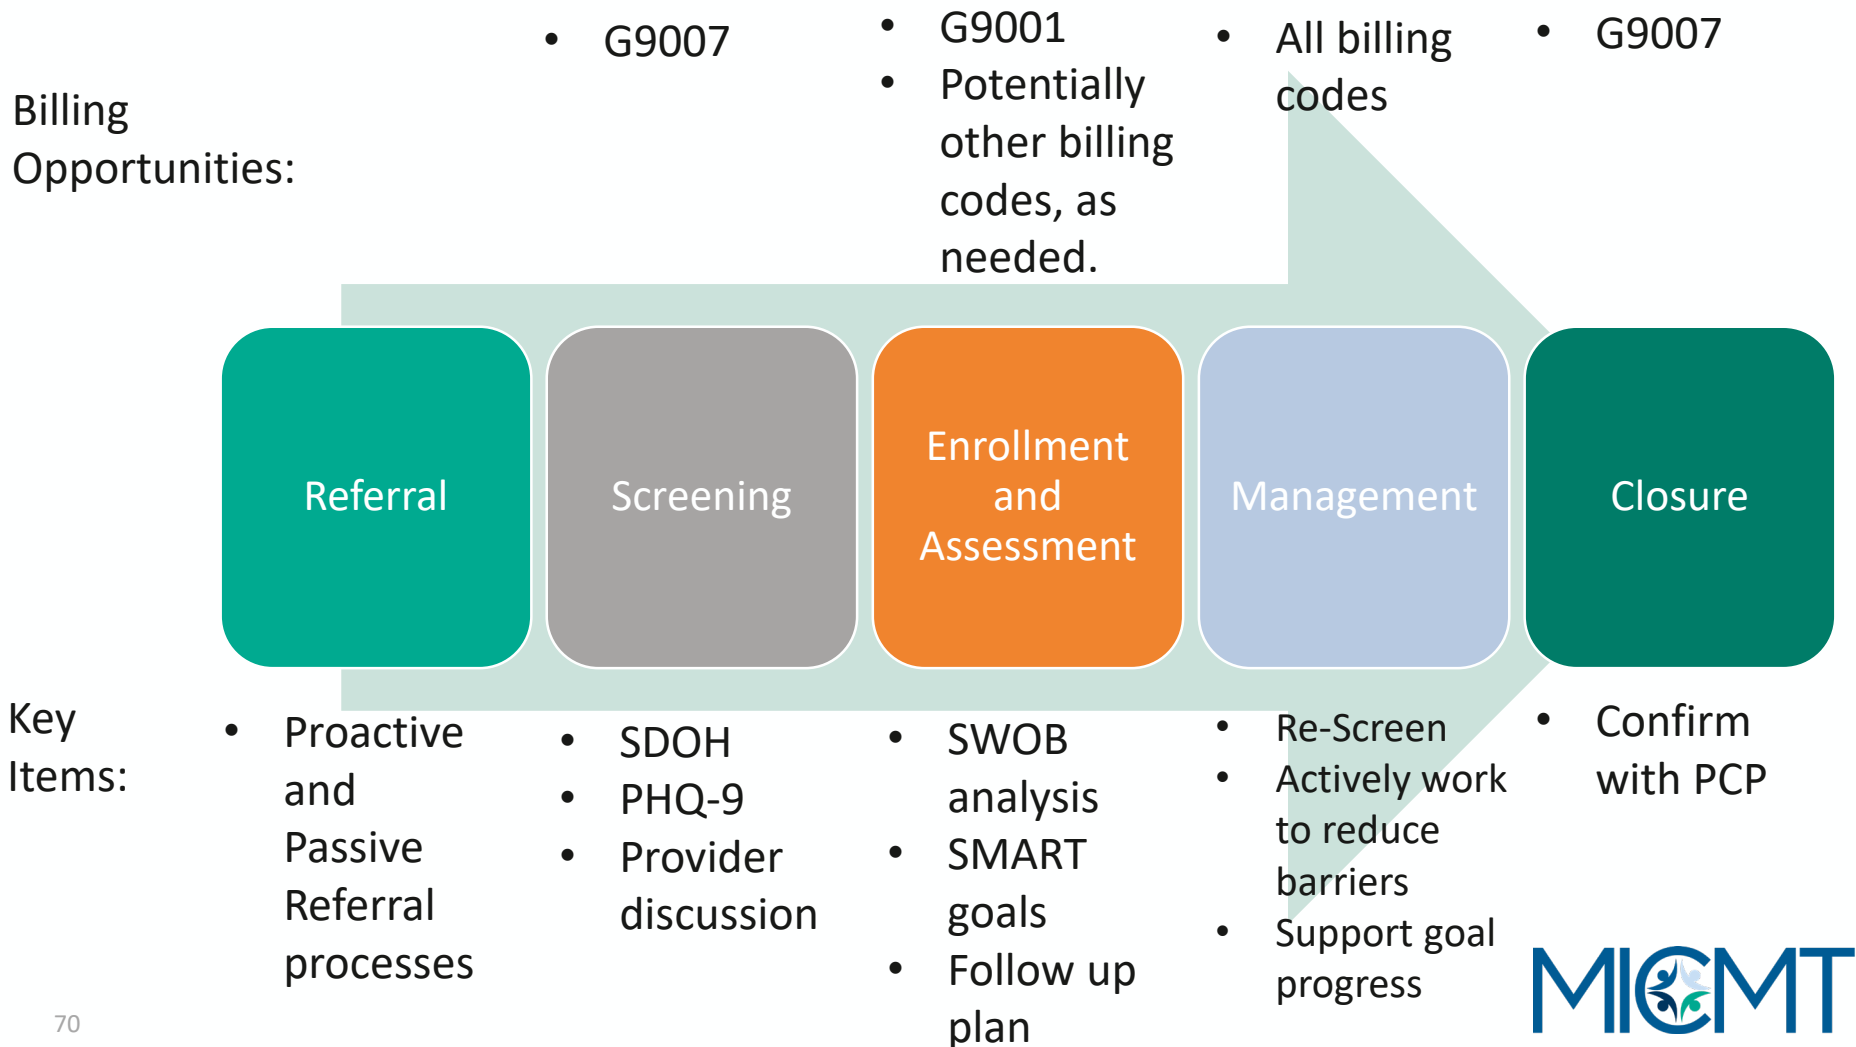 Billing
Opportunities:
• G9007
• G9001
• Potentially
other billing
codes, as
needed.
• All billing
codes
• G9007
Referral
Screening
Enrollment
and
Assessment
Management
Closure
Key
Items:
• Proactive
and
Passive
Referral
processes
• SDOH
• PHQ-9
• Provider
discussion
• SWOB
analysis
• SMART
goals
• Follow up
plan
• Re-Screen
• Actively work
to reduce
barriers
• Support goal
progress
• Confirm
with PCP
70
MICMT